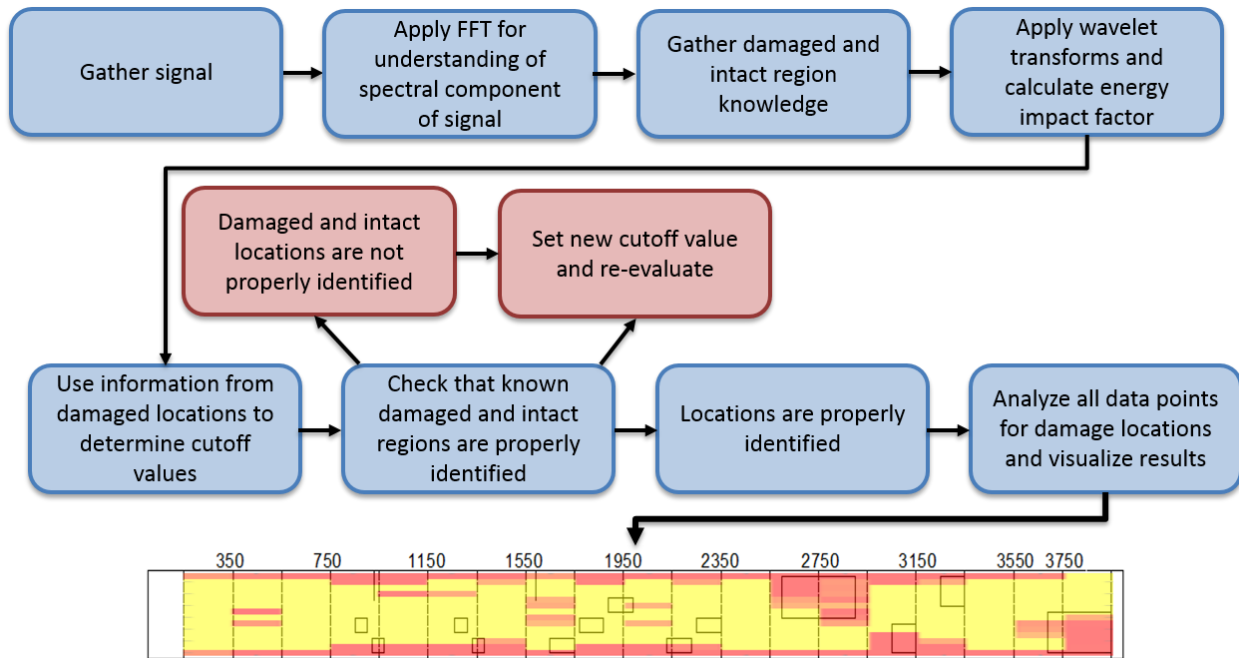 Gather signal
Apply FFT for
understanding of
spectral component
of signal
Gather damaged and
intact region
knowledge
Apply wavelet
transforms and
calculate energy
impact factor
Damaged and intact
locations are not
properly identified
Set new cutoff value
and re-evaluate
Use information from
damaged locations to
determine cutoff
values
Check that known
damaged and intact
regions are properly
identified
Locations are properly
identified
Analyze all data points
for damage locations
and visualize results
350 750 1150 1550 1950 2350 2750 3150 3550 3750